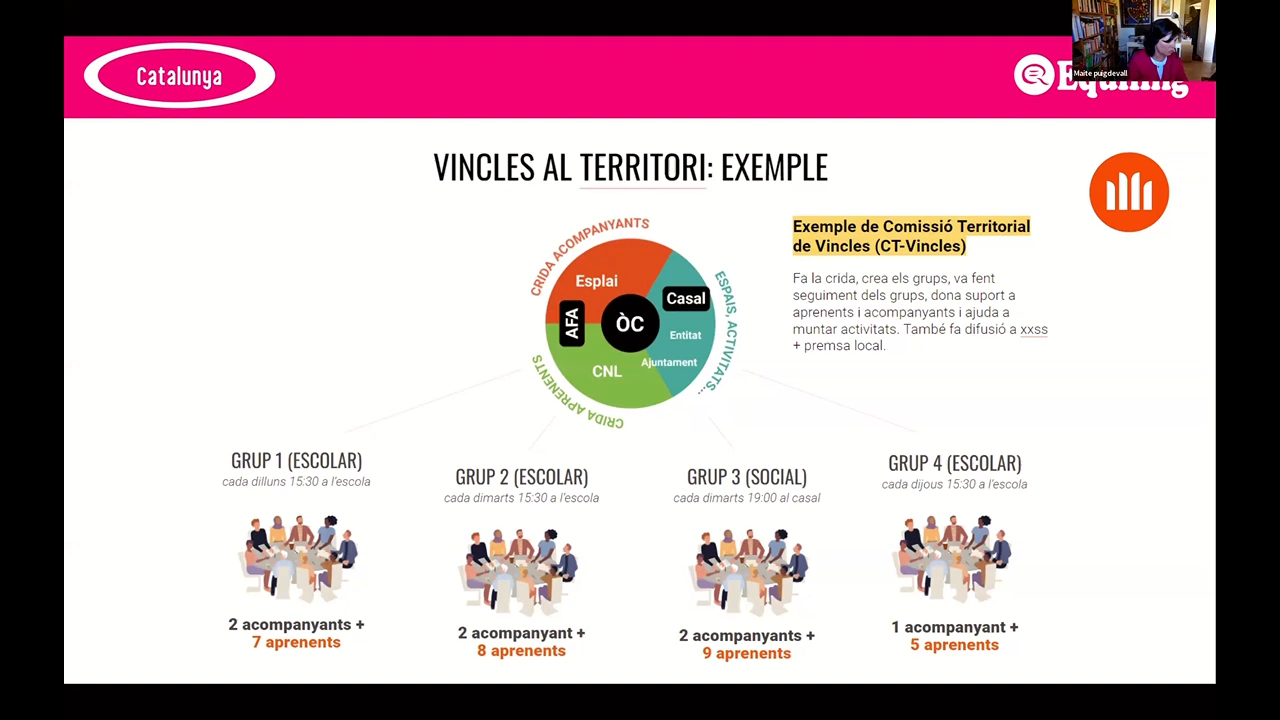 Catalunya
Maite puigdevall
VINCLES AL TERRITORI: EXEMPLE
CRIDA ACOMPANYANTS
ESPAIS, ACTIVITATS...
CRIDA APRENENTS
Esplai
Casal
AFA
ÒC
Entitat
Ajuntament
CNL
Exemple de Comissió Territorial
de Vincles (CT-Vincles)
Fa la crida, crea els grups, va fent
seguiment dels grups, dona suport a
aprenents i acompanyants i ajuda a
muntar activitats. També fa difusió a xxss
+ premsa local.
GRUP 1 (ESCOLAR)
cada dilluns 15:30 a l'escola
2 acompanyants +
7 aprenents
GRUP 2 (ESCOLAR)
cada dimarts 15:30 a l'escola
2 acompanyant +
8 aprenents
GRUP 3 (SOCIAL)
cada dimarts 19:00 al casal
2 acompanyants +
9 aprenents
GRUP 4 (ESCOLAR)
cada dijous 15:30 a l'escola
1 acompanyant +
5 aprenents